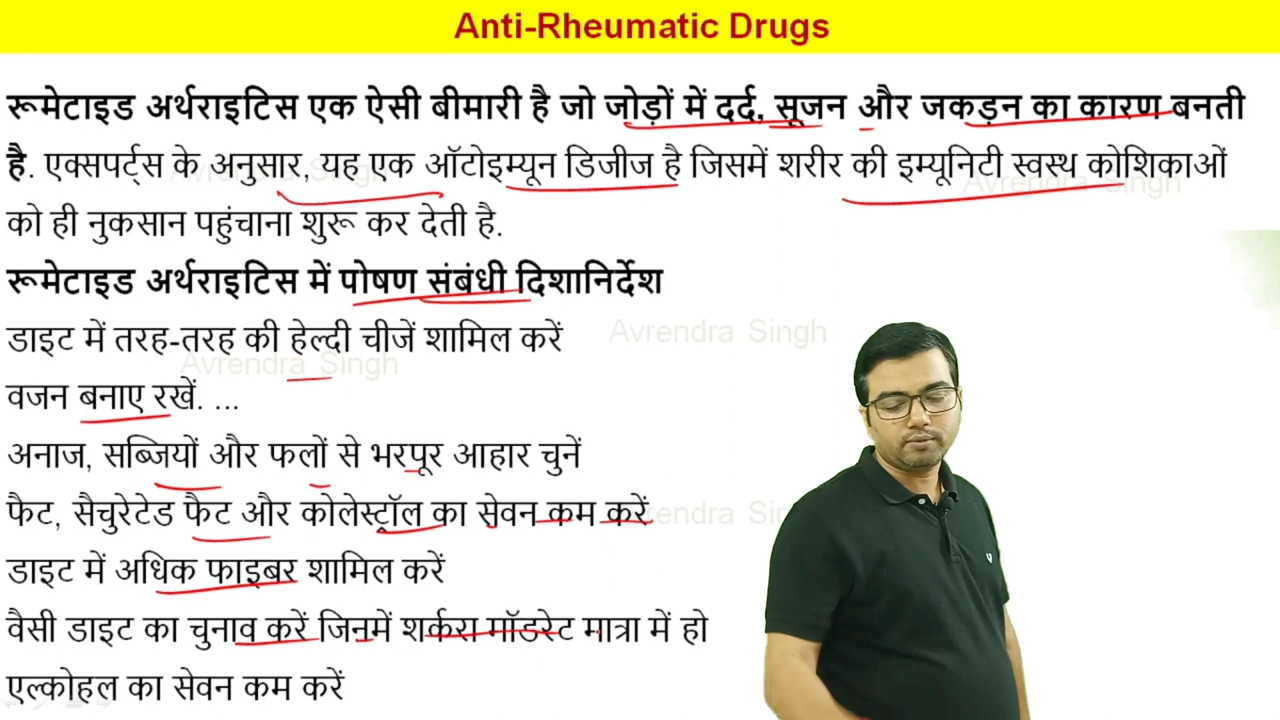 Anti-Rheumatic Drugs
रूमेटाइड अर्थराइटिस एक ऐसी बीमारी है जो जोड़ों में दर्द, सूजन और जकड़न का कारण बनती
है. एक्सपर्ट्स के अनुसार, यह एक ऑटोइम्यून डिजीज है जिसमें शरीर की इम्यूनिटी स्वस्थ कोशिकाओं
को ही नुकसान पहुंचाना शुरू कर देती है.
रूमेटाइड अर्थराइटिस में पोषण संबंधी दिशानिर्देश
डाइट में तरह-तरह की हेल्दी चीजें शामिल करें
Avrendra Singh
Avrendra Singh
वजन बनाए रखें. ...
अनाज, सब्जियों और फलों से भरपूर आहार चुनें
फैट, सैचुरेटेड फैट और कोलेस्ट्रॉल का सेवन कम करें
डाइट में अधिक फाइबर शामिल करें
वैसी डाइट का चुनाव करें जिनमें शर्करा मॉडरेट मात्रा में हो
एल्कोहल का सेवन कम करें